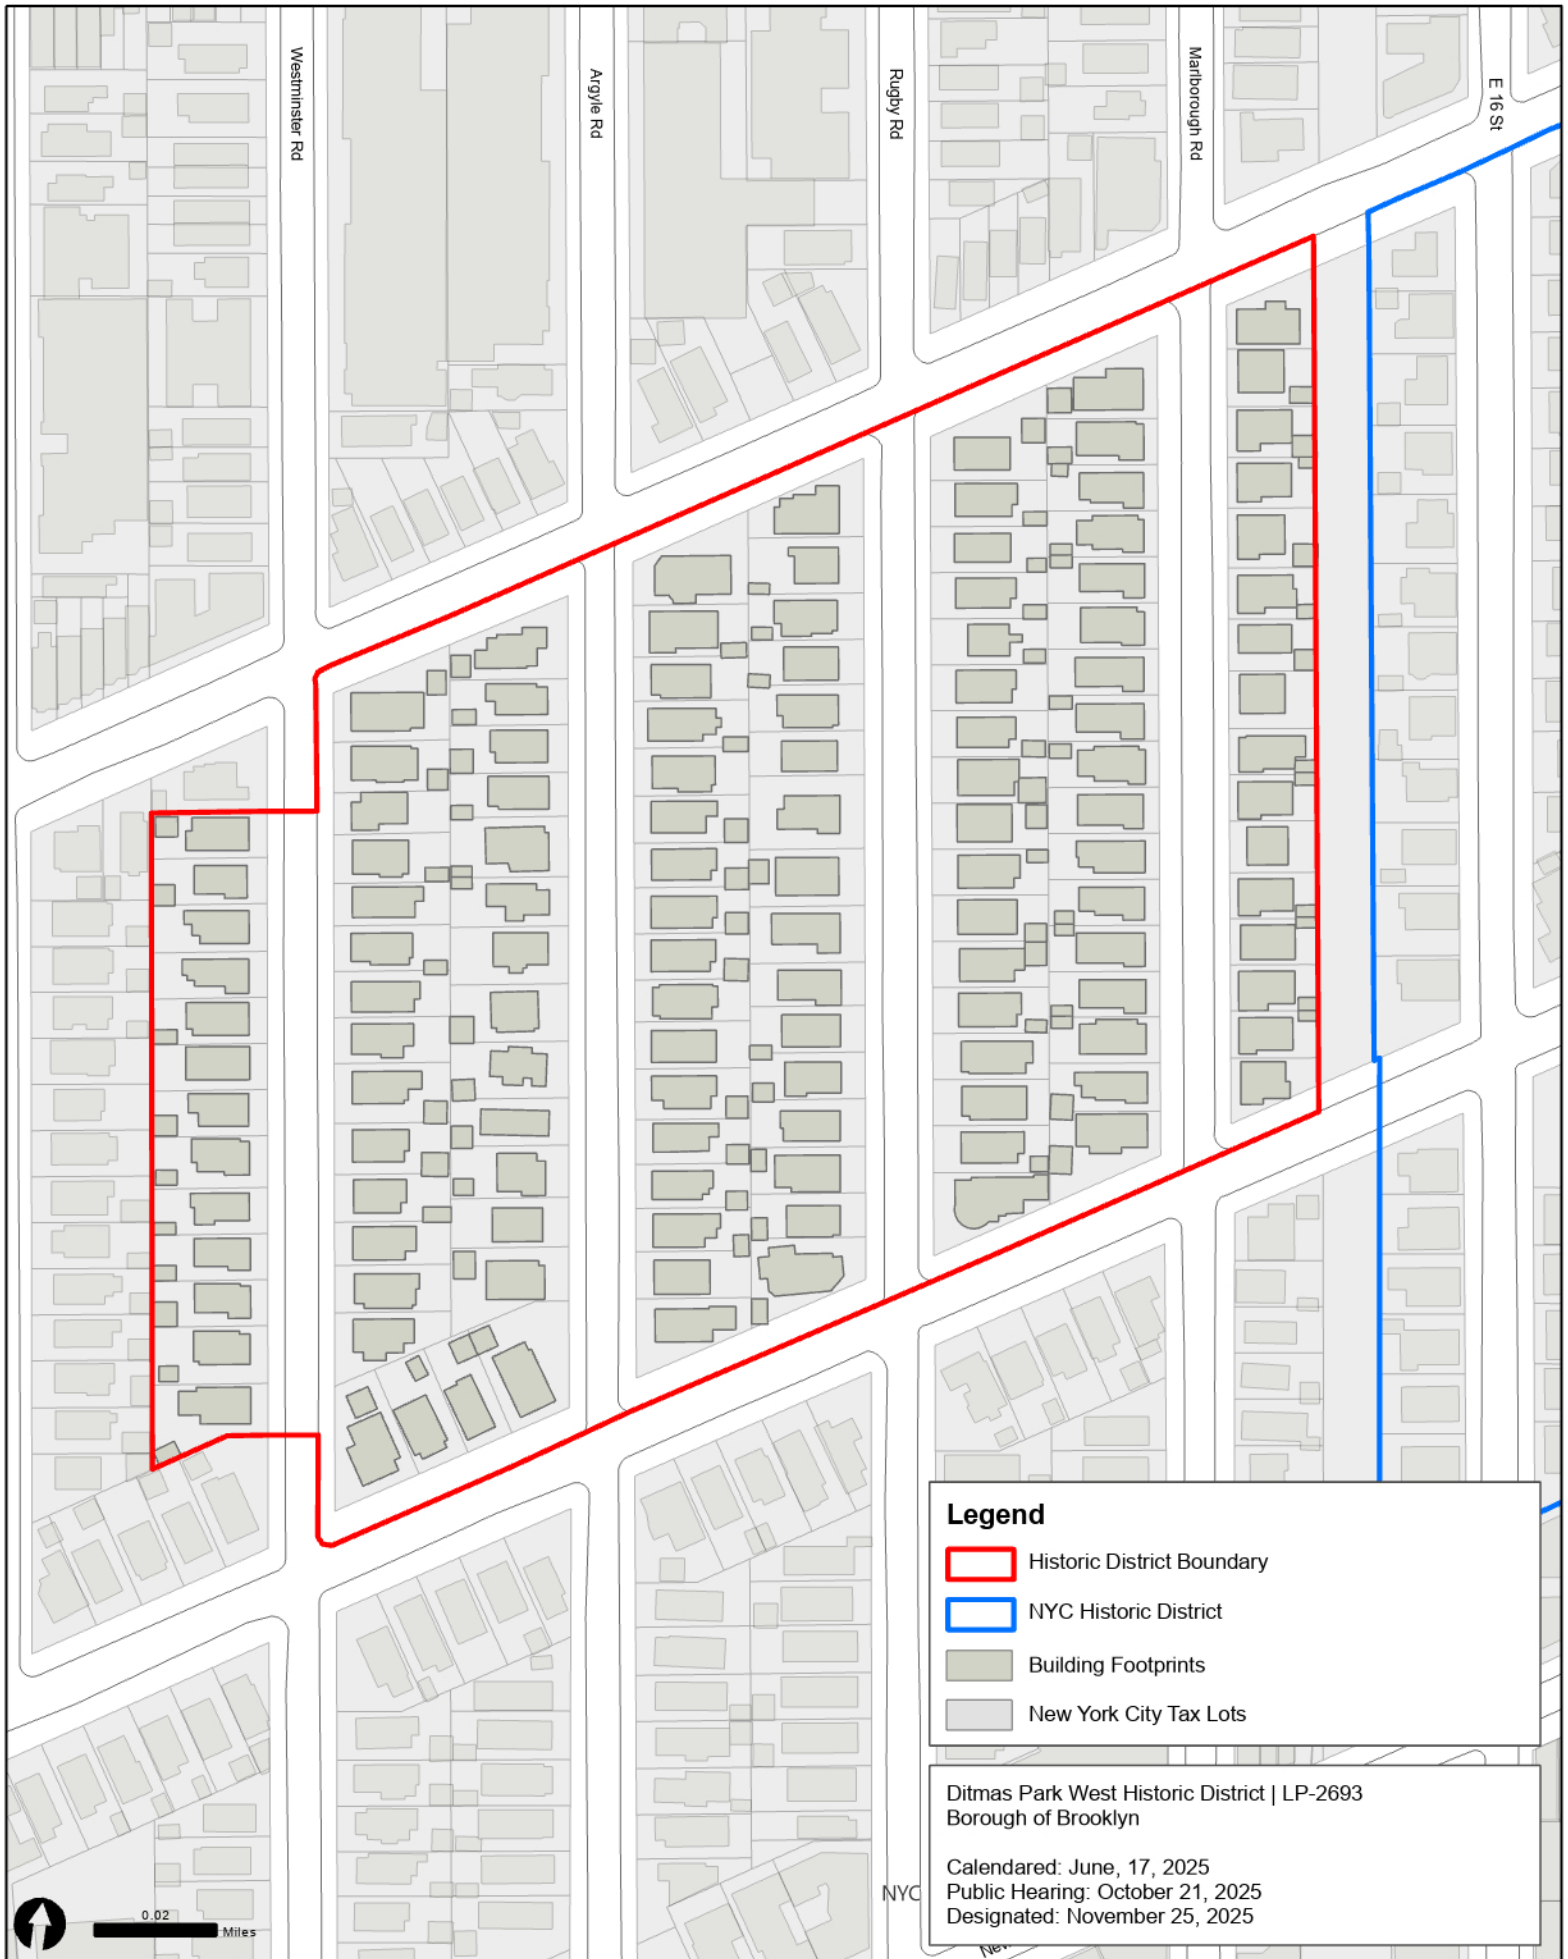 Westminster Rd
Argyle Rd
Rugby Rd
Marlborough Rd
E 16 St
Legend
Historic District Boundary
NYC Historic District
Building Footprints
New York City Tax Lots
Ditmas Park West Historic District | LP-2693
Borough of Brooklyn
Calendared: June, 17, 2025
Public Hearing: October 21, 2025
Designated: November 25, 2025
NYC
0.02
Miles